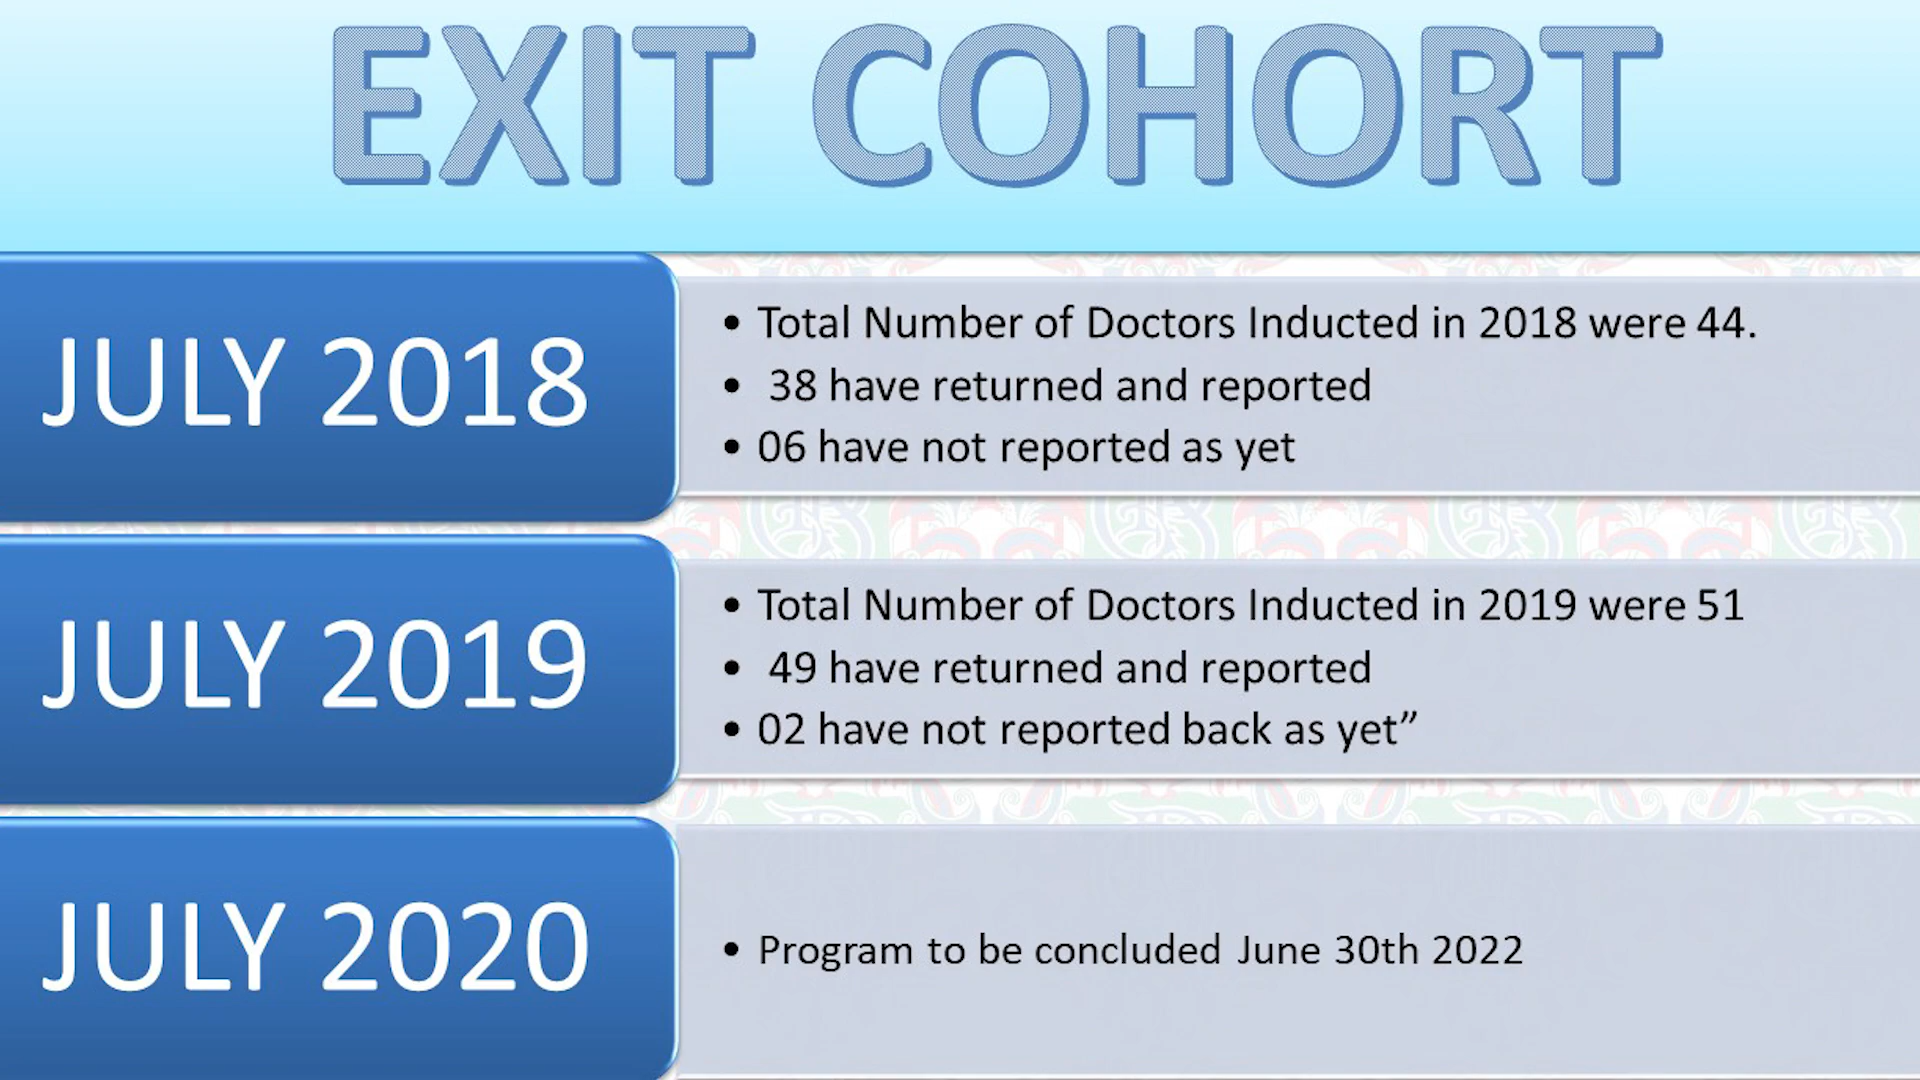 EXIT COHORT
JULY 2018
• Total Number of Doctors Inducted in 2018 were 44.
• 38 have returned and reported
• 06 have not reported as yet
JULY 2019
• Total Number of Doctors Inducted in 2019 were 51
• 49 have returned and reported
• 02 have not reported back as yet”
JULY 2020
• Program to be concluded June 30th 2022